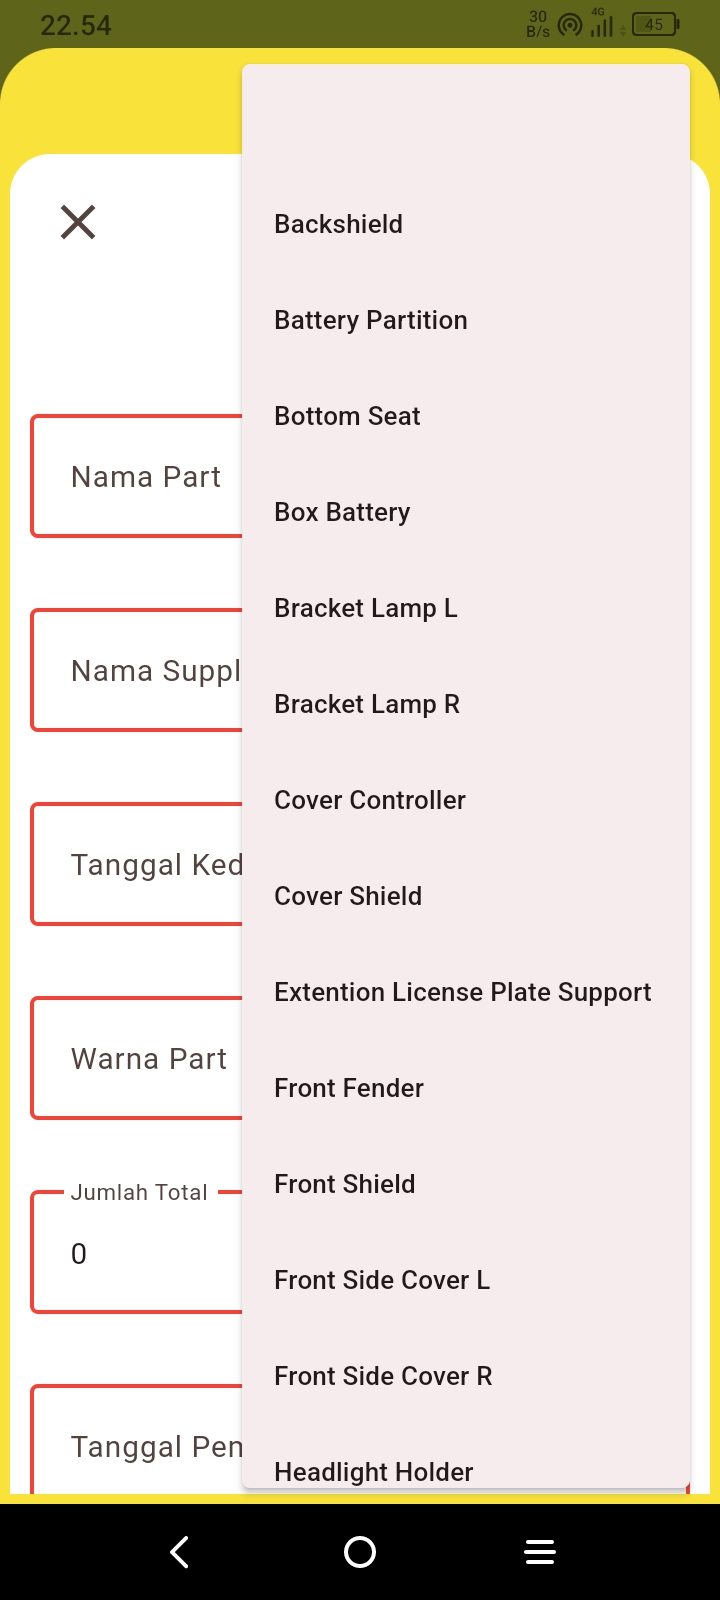 22.54
30
B/s
4G
45
Backshield
Battery Partition
Bottom Seat
Nama Part
Box Battery
Bracket Lamp L
Nama Suppl
Bracket Lamp R
Cover Controller
Tanggal Ked
Cover Shield
Extention License Plate Support
Warna Part
Front Fender
Front Shield
Jumlah Total
0
Front Side Cover L
Front Side Cover R
Tanggal Pen
Headlight Holder